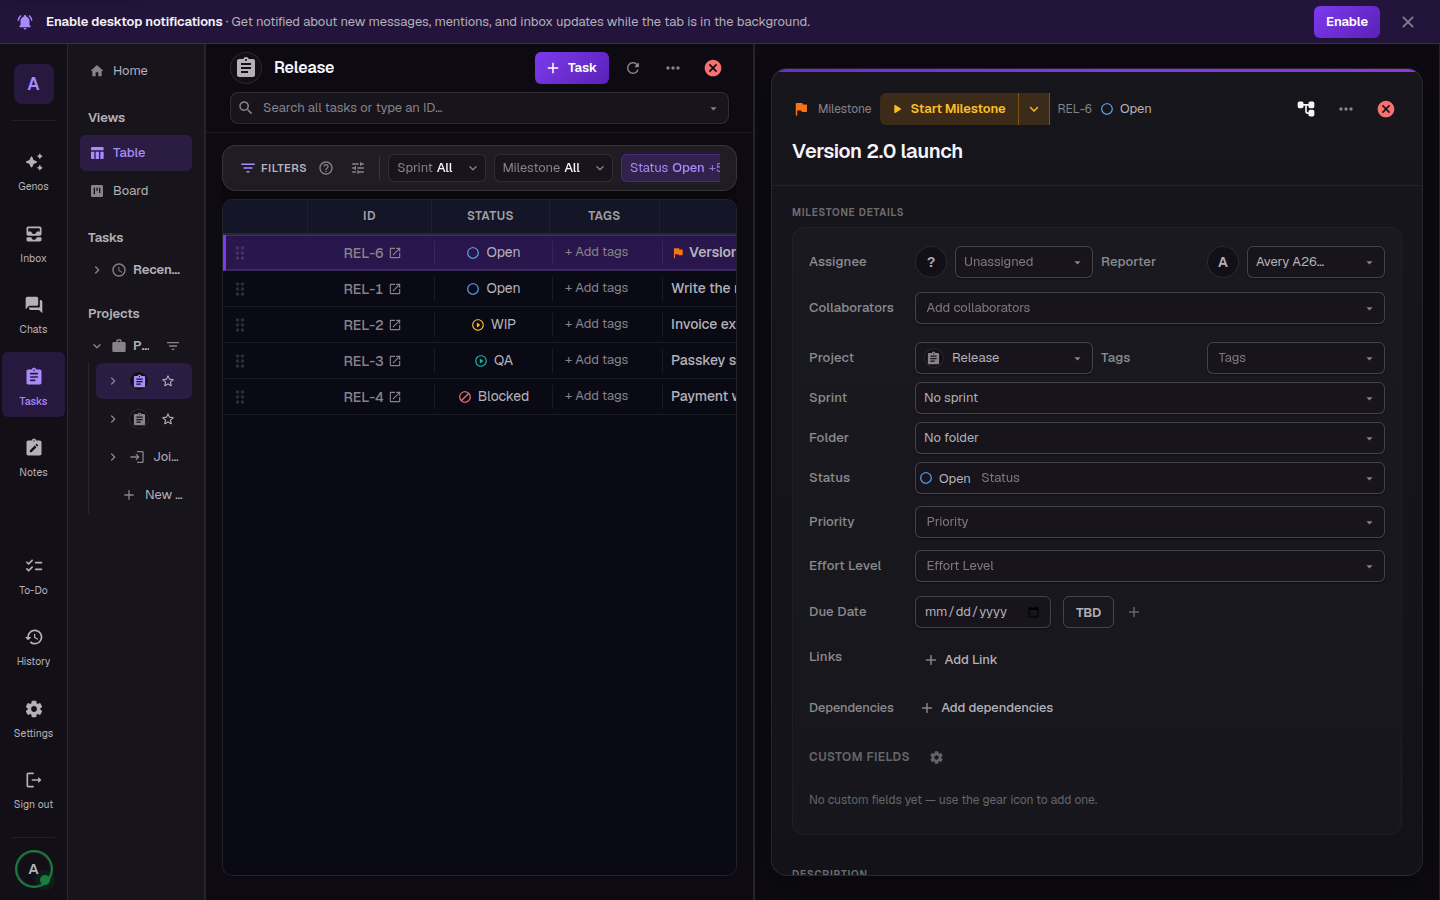 Enable desktop notifications · Get notified about new messages, mentions, and inbox updates while the tab is in the background.
Enable
A
Genos
Inbox
Chats
Tasks
Notes
To-Do
History
Settings
Sign out
A
Home
Views
Table
Board
Tasks
Recen...
Projects
P...
Joi...
New ...
Release
Task
Search all tasks or type an ID...
FILTERS
Sprint All
Milestone All
Status Open +5
ID STATUS TAGS
REL-6 Open + Add tags Version
REL-1 Open + Add tags Write the
REL-2 WIP + Add tags Invoice ex
REL-3 QA + Add tags Passkey s
REL-4 Blocked + Add tags Payment
Milestone Start Milestone REL-6 Open
Version 2.0 launch
MILESTONE DETAILS
Assignee ? Unassigned Reporter A Avery A26...
Collaborators Add collaborators
Project Release Tags Tags
Sprint No sprint
Folder No folder
Status Open Status
Priority Priority
Effort Level Effort Level
Due Date mm/dd/yyyy TBD
Links Add Link
Dependencies Add dependencies
CUSTOM FIELDS
No custom fields yet — use the gear icon to add one.
DESCRIPTION